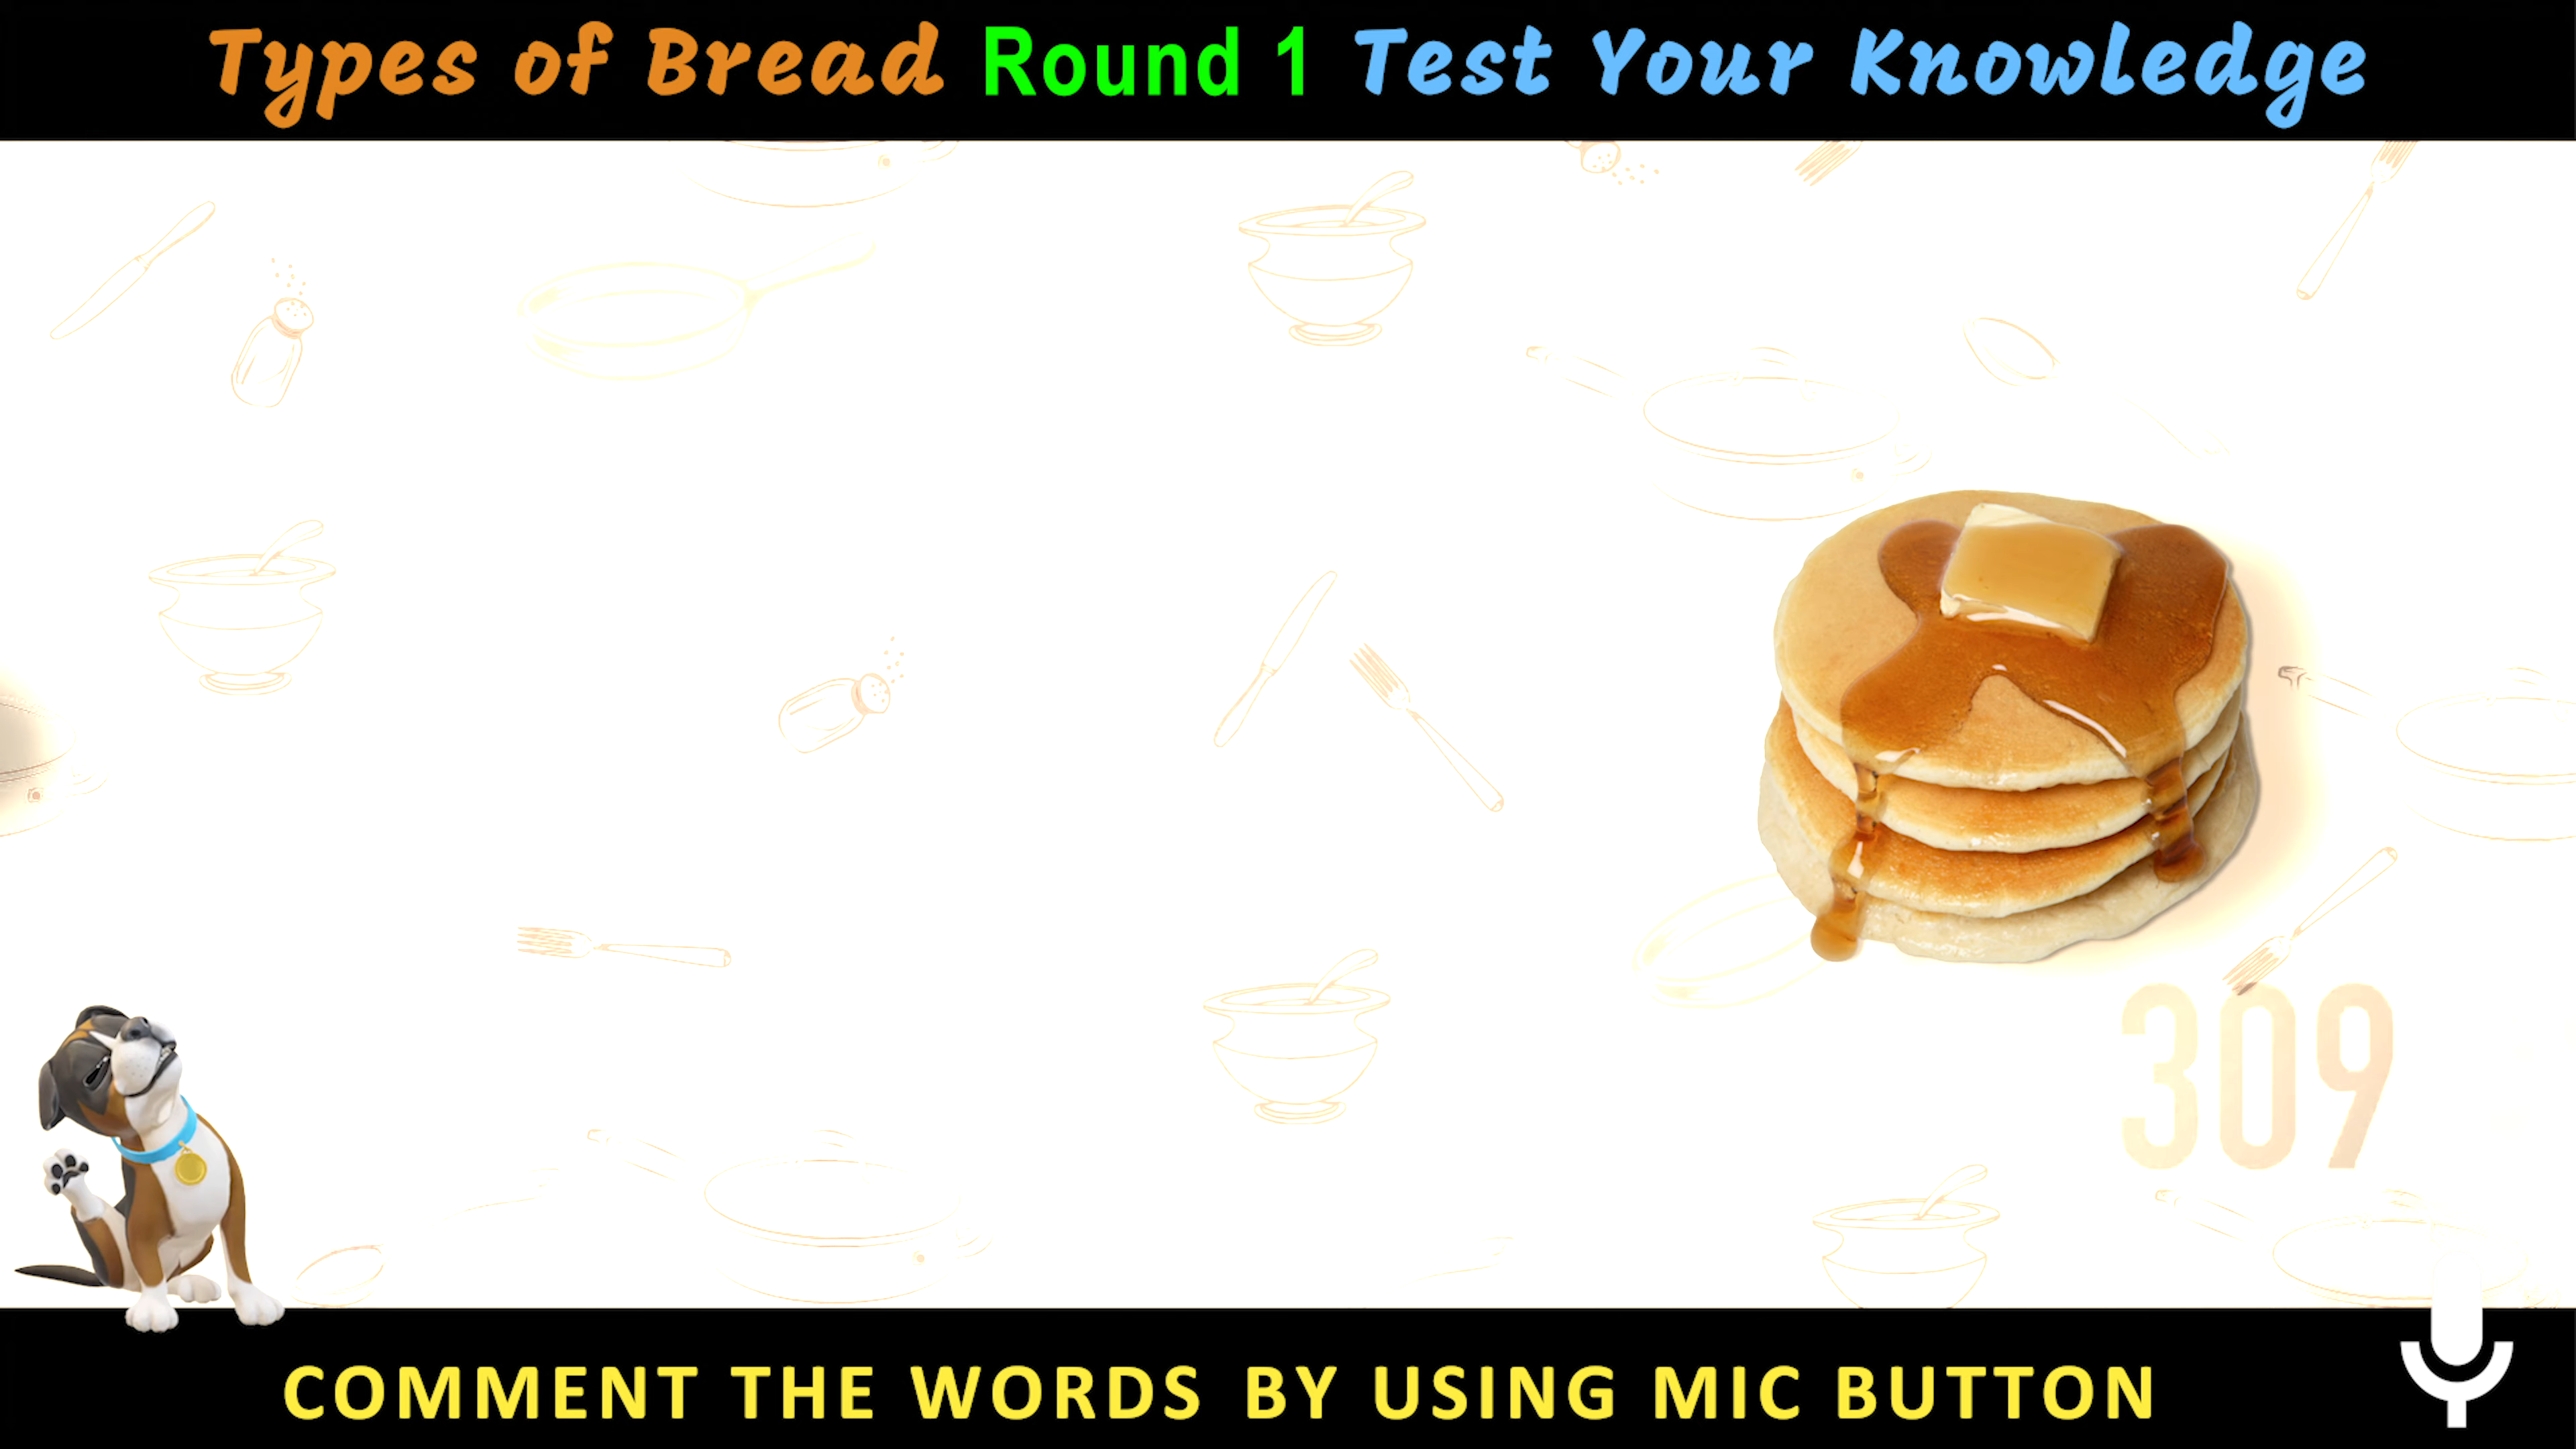 Types of Bread Round 1 Test Your Knowledge
309
COMMENT THE WORDS BY USING MIC BUTTON